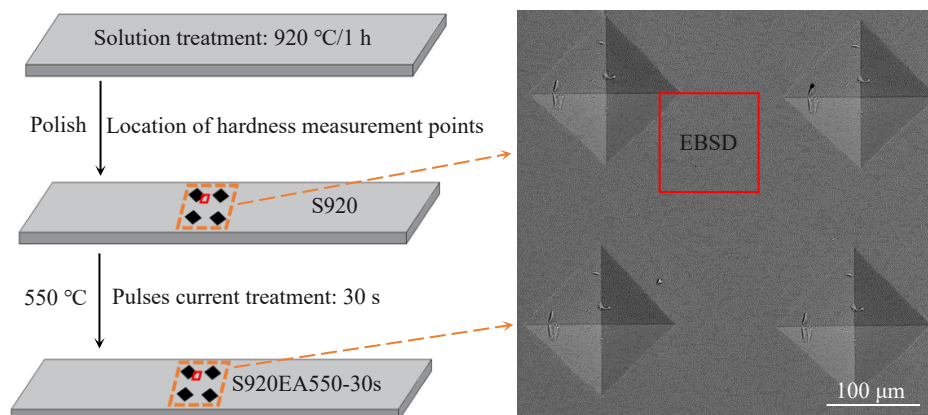 Solution treatment: 920 ℃/1 h
Polish
Location of hardness measurement points
S920
550 ℃
Pulses current treatment: 30 s
S920EA550-30s
EBSD
100 μm